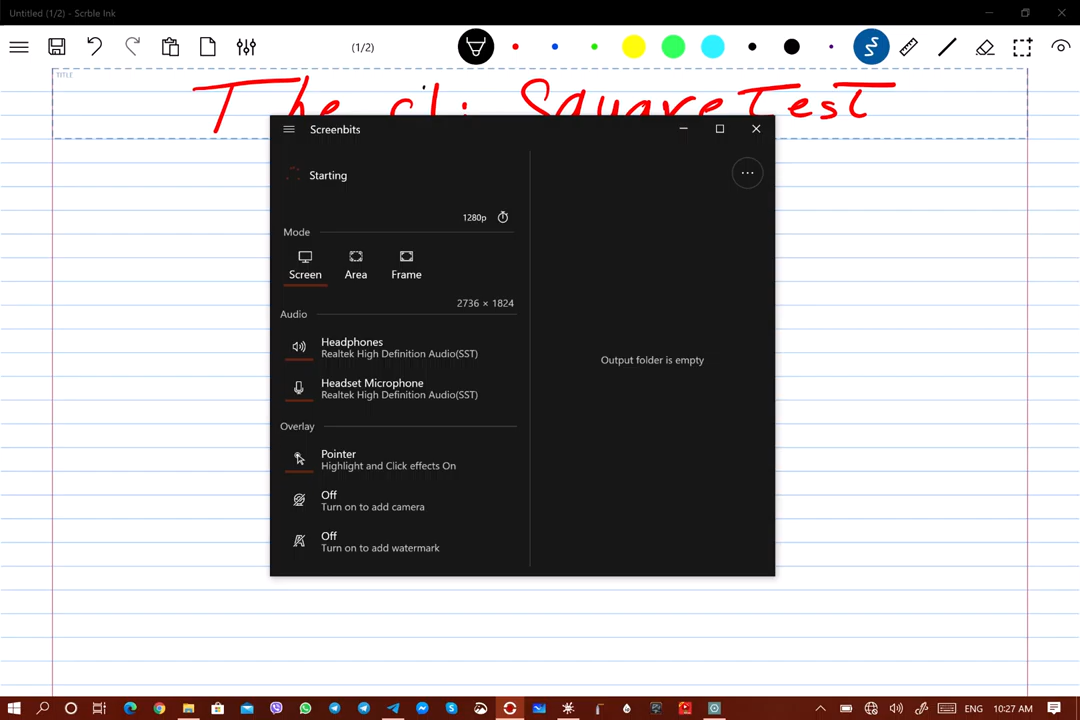 Untitled (1/2) - Scrble Ink
(1/2)
TITLE
The chi SquareTest
Screenbits
Starting
1280p
Mode
Screen
Area
Frame
2736 × 1824
Audio
Headphones
Realtek High Definition Audio(SST)
Headset Microphone
Realtek High Definition Audio(SST)
Overlay
Pointer
Highlight and Click effects On
Off
Turn on to add camera
Off
Turn on to add watermark
Output folder is empty
ENG
10:27 AM